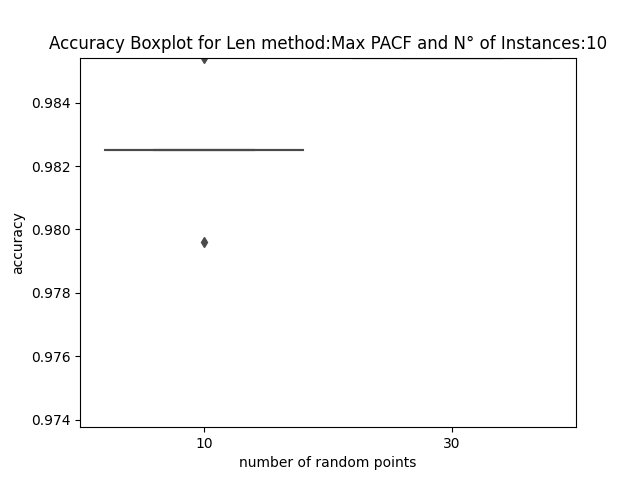 Accuracy Boxplot for Len method:Max PACF and N° of Instances:10
0.984
0.982
0.980
0.978
0.976
0.974
accuracy
10 30
number of random points